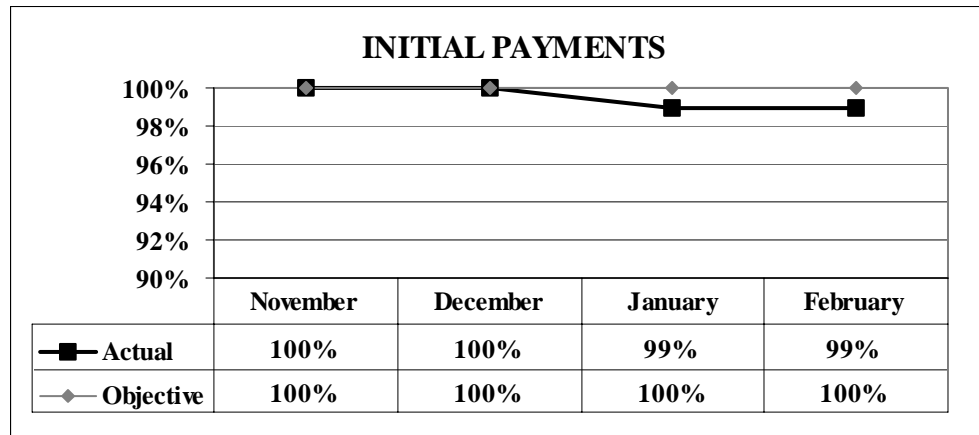 INITIAL PAYMENTS
100%
98%
96%
94%
92%
90%
November December January February
Actual 100% 100% 99% 99%
Objective 100% 100% 100% 100%